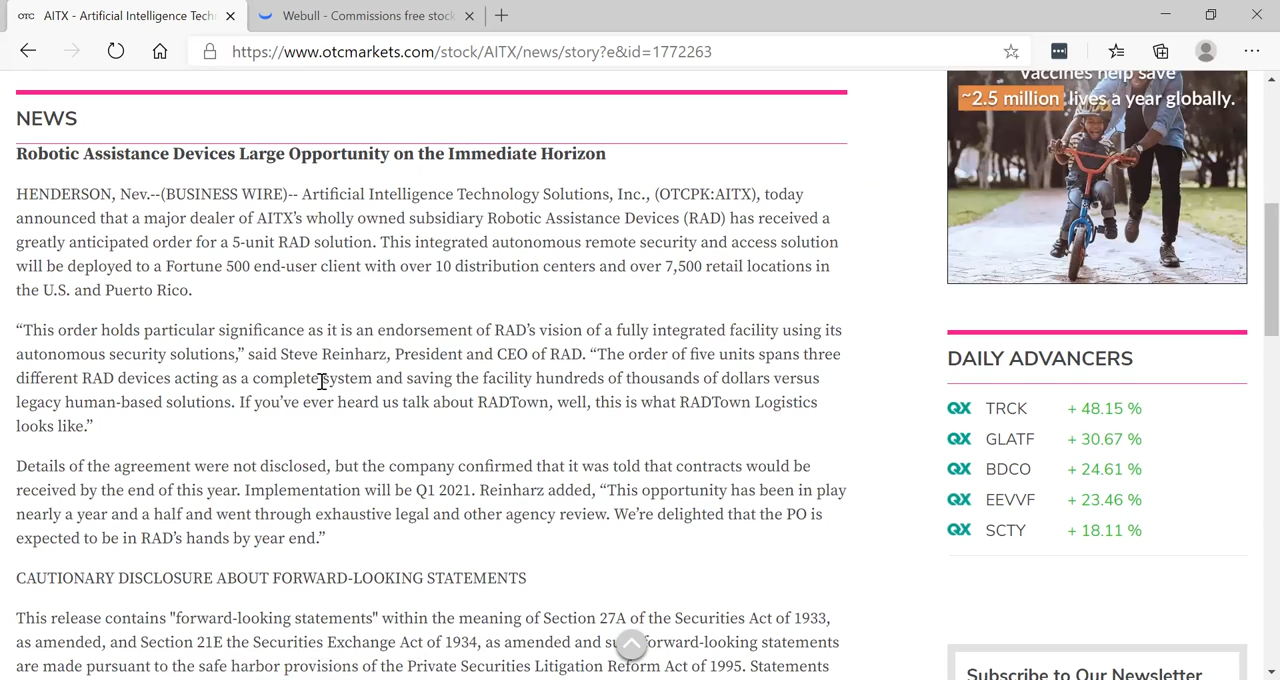 OTC AITX - Artificial Intelligence Tech
Webull - Commissions free stock
https://www.otcmarkets.com/stock/AITX/news/story?e&id=1772263
NEWS
Robotic Assistance Devices Large Opportunity on the Immediate Horizon
HENDERSON, Nev.--(BUSINESS WIRE)-- Artificial Intelligence Technology Solutions, Inc., (OTCPK:AITX), today
announced that a major dealer of AITX’s wholly owned subsidiary Robotic Assistance Devices (RAD) has received a
greatly anticipated order for a 5-unit RAD solution. This integrated autonomous remote security and access solution
will be deployed to a Fortune 500 end-user client with over 10 distribution centers and over 7,500 retail locations in
the U.S. and Puerto Rico.
“This order holds particular significance as it is an endorsement of RAD’s vision of a fully integrated facility using its
autonomous security solutions,” said Steve Reinharz, President and CEO of RAD. “The order of five units spans three
different RAD devices acting as a complete system and saving the facility hundreds of thousands of dollars versus
legacy human-based solutions. If you’ve ever heard us talk about RADTown, well, this is what RADTown Logistics
looks like.”
Details of the agreement were not disclosed, but the company confirmed that it was told that contracts would be
received by the end of this year. Implementation will be Q1 2021. Reinharz added, “This opportunity has been in play
nearly a year and a half and went through exhaustive legal and other agency review. We’re delighted that the PO is
expected to be in RAD’s hands by year end.”
CAUTIONARY DISCLOSURE ABOUT FORWARD-LOOKING STATEMENTS
This release contains "forward-looking statements" within the meaning of Section 27A of the Securities Act of 1933,
as amended, and Section 21E the Securities Exchange Act of 1934, as amended and forward-looking statements
are made pursuant to the safe harbor provisions of the Private Securities Litigation Reform Act of 1995. Statements
Vaccines help save
~2.5 million lives a year globally.
DAILY ADVANCERS
QX TRCK + 48.15 %
QX GLATF + 30.67 %
QX BDCO + 24.61 %
QX EEVVF + 23.46 %
QX SCTY + 18.11 %
Subscribe to Our Newsletter